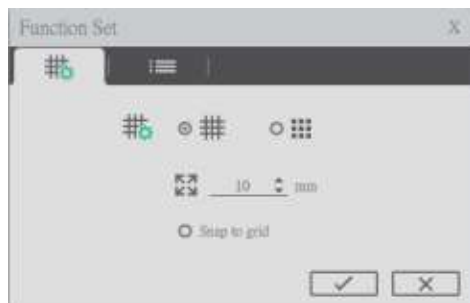 Function Set X
10 mm
Snap to grid